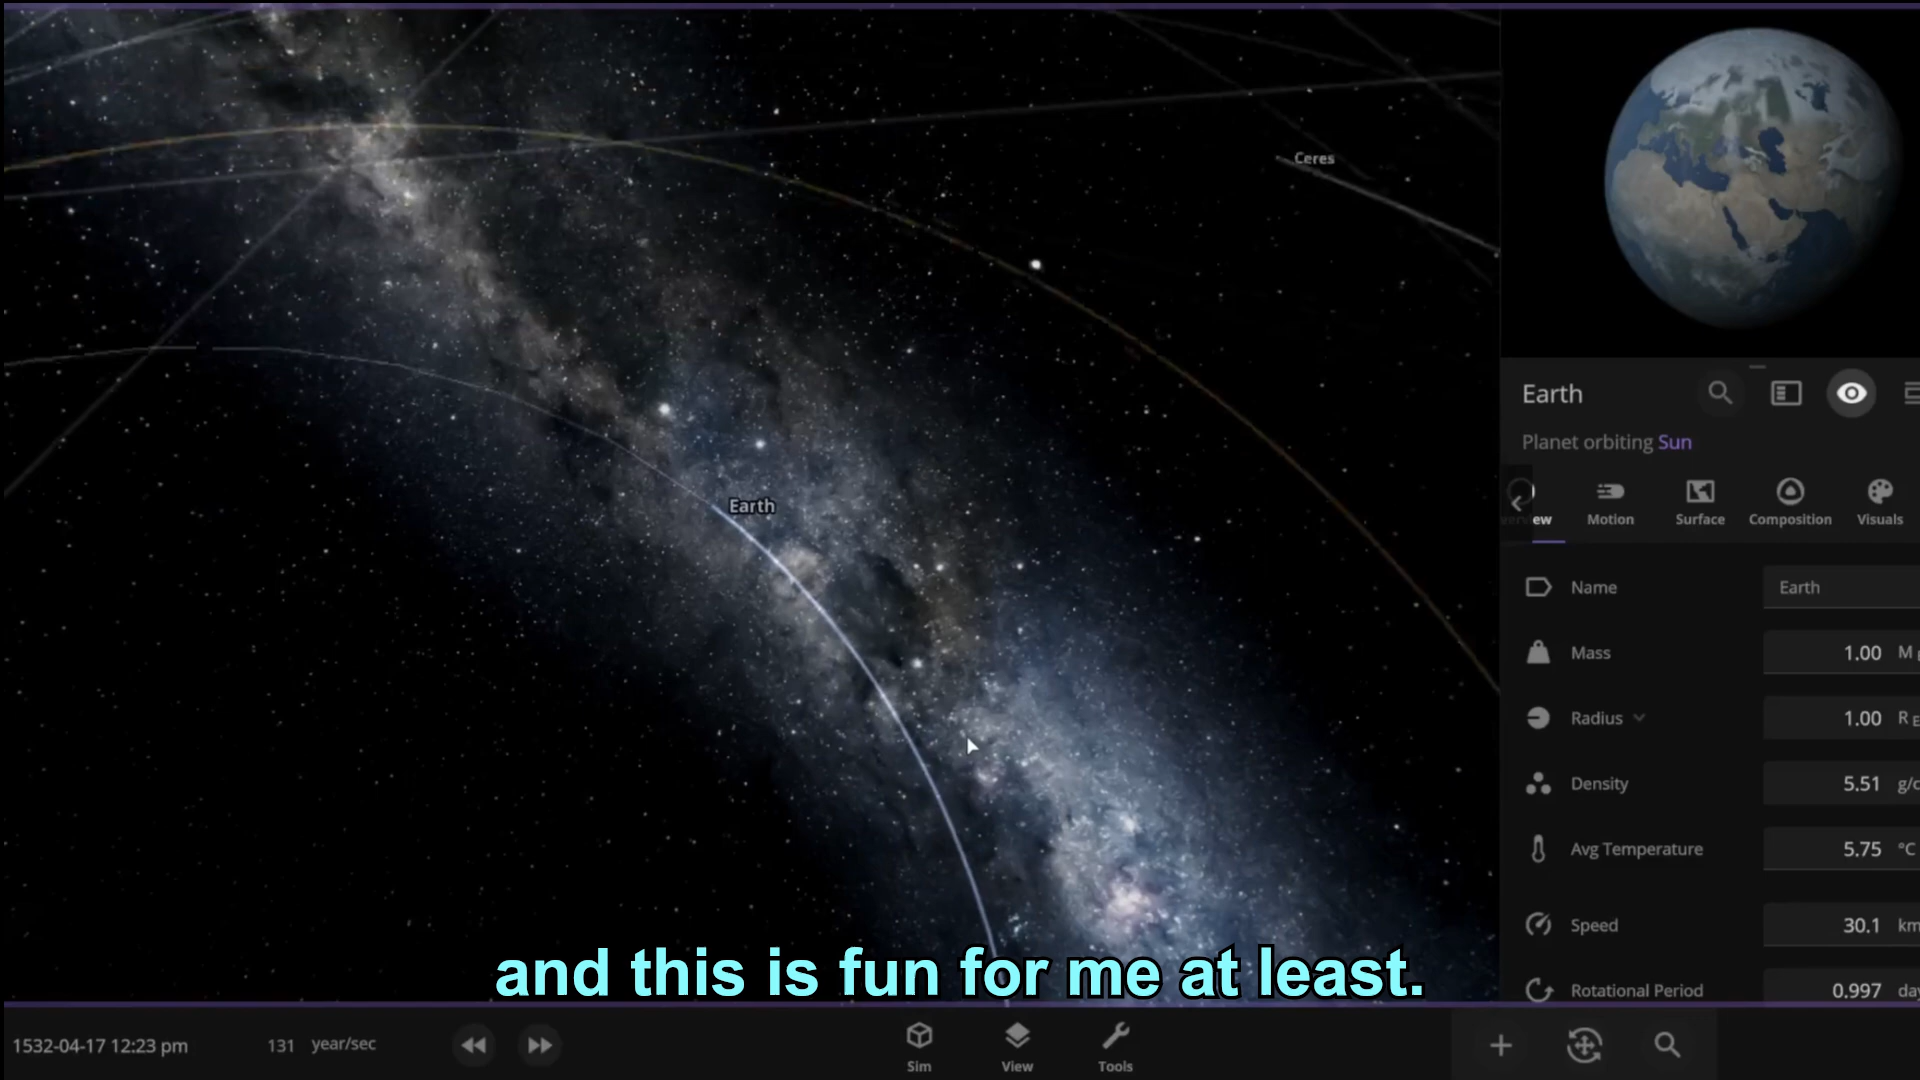 Ceres
Earth
Earth
Planet orbiting Sun
Motion
Surface
Composition
Visuals
Name
Earth
Mass
1.00 M
Radius
1.00 R E
Density
5.51 g/c
Avg Temperature
5.75 °C
Speed
30.1 km
Rotational Period
0.997 day
and this is fun for me at least.
1532-04-17 12:23 pm
131 year/sec
Sim
View
Tools